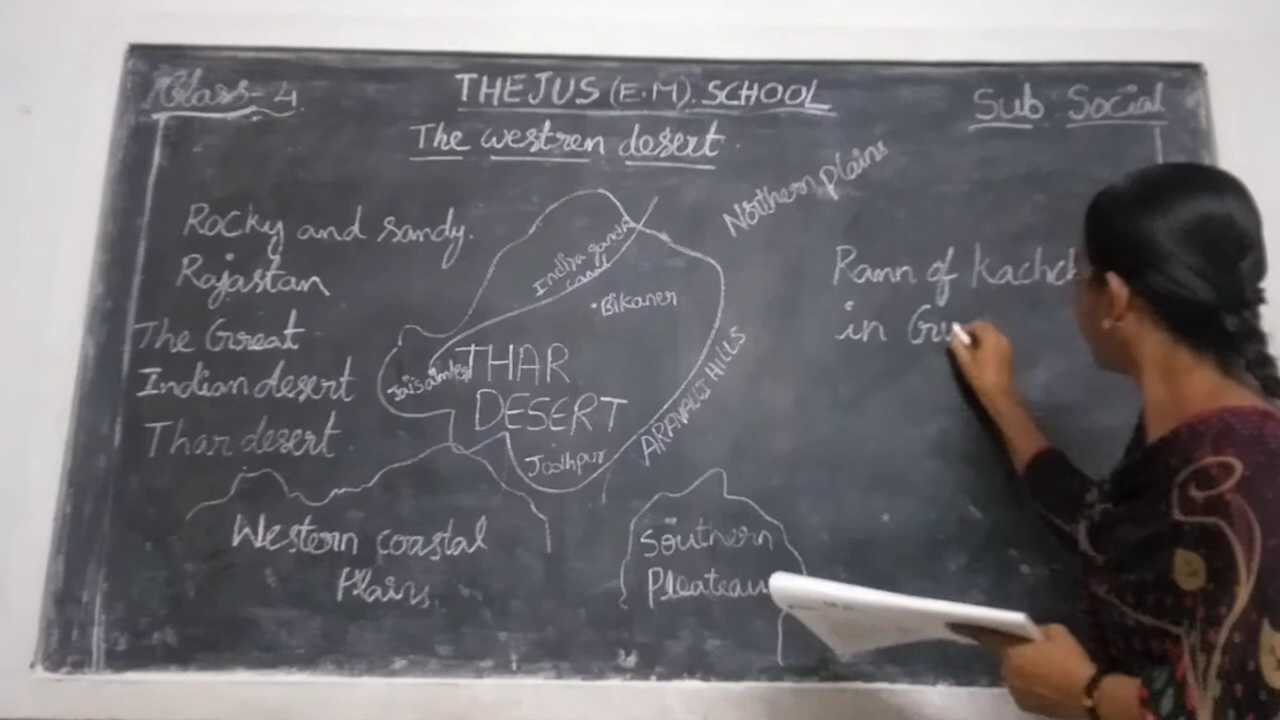 Class-4
THEJUS (E.M). SCHOOL
Sub Social
The westren desert.
Northern plains
Rocky and sandy.
Rajastan
The Great
Indian desert
Thar desert.
Indira gandhi
canal
Bikaner
Jaisalmer
THAR
DESERT
Jodhpur
ARAVALLI HILLS
Western coastal
Plains
Southern
Pleateau
Rann of Kachch
in Gu